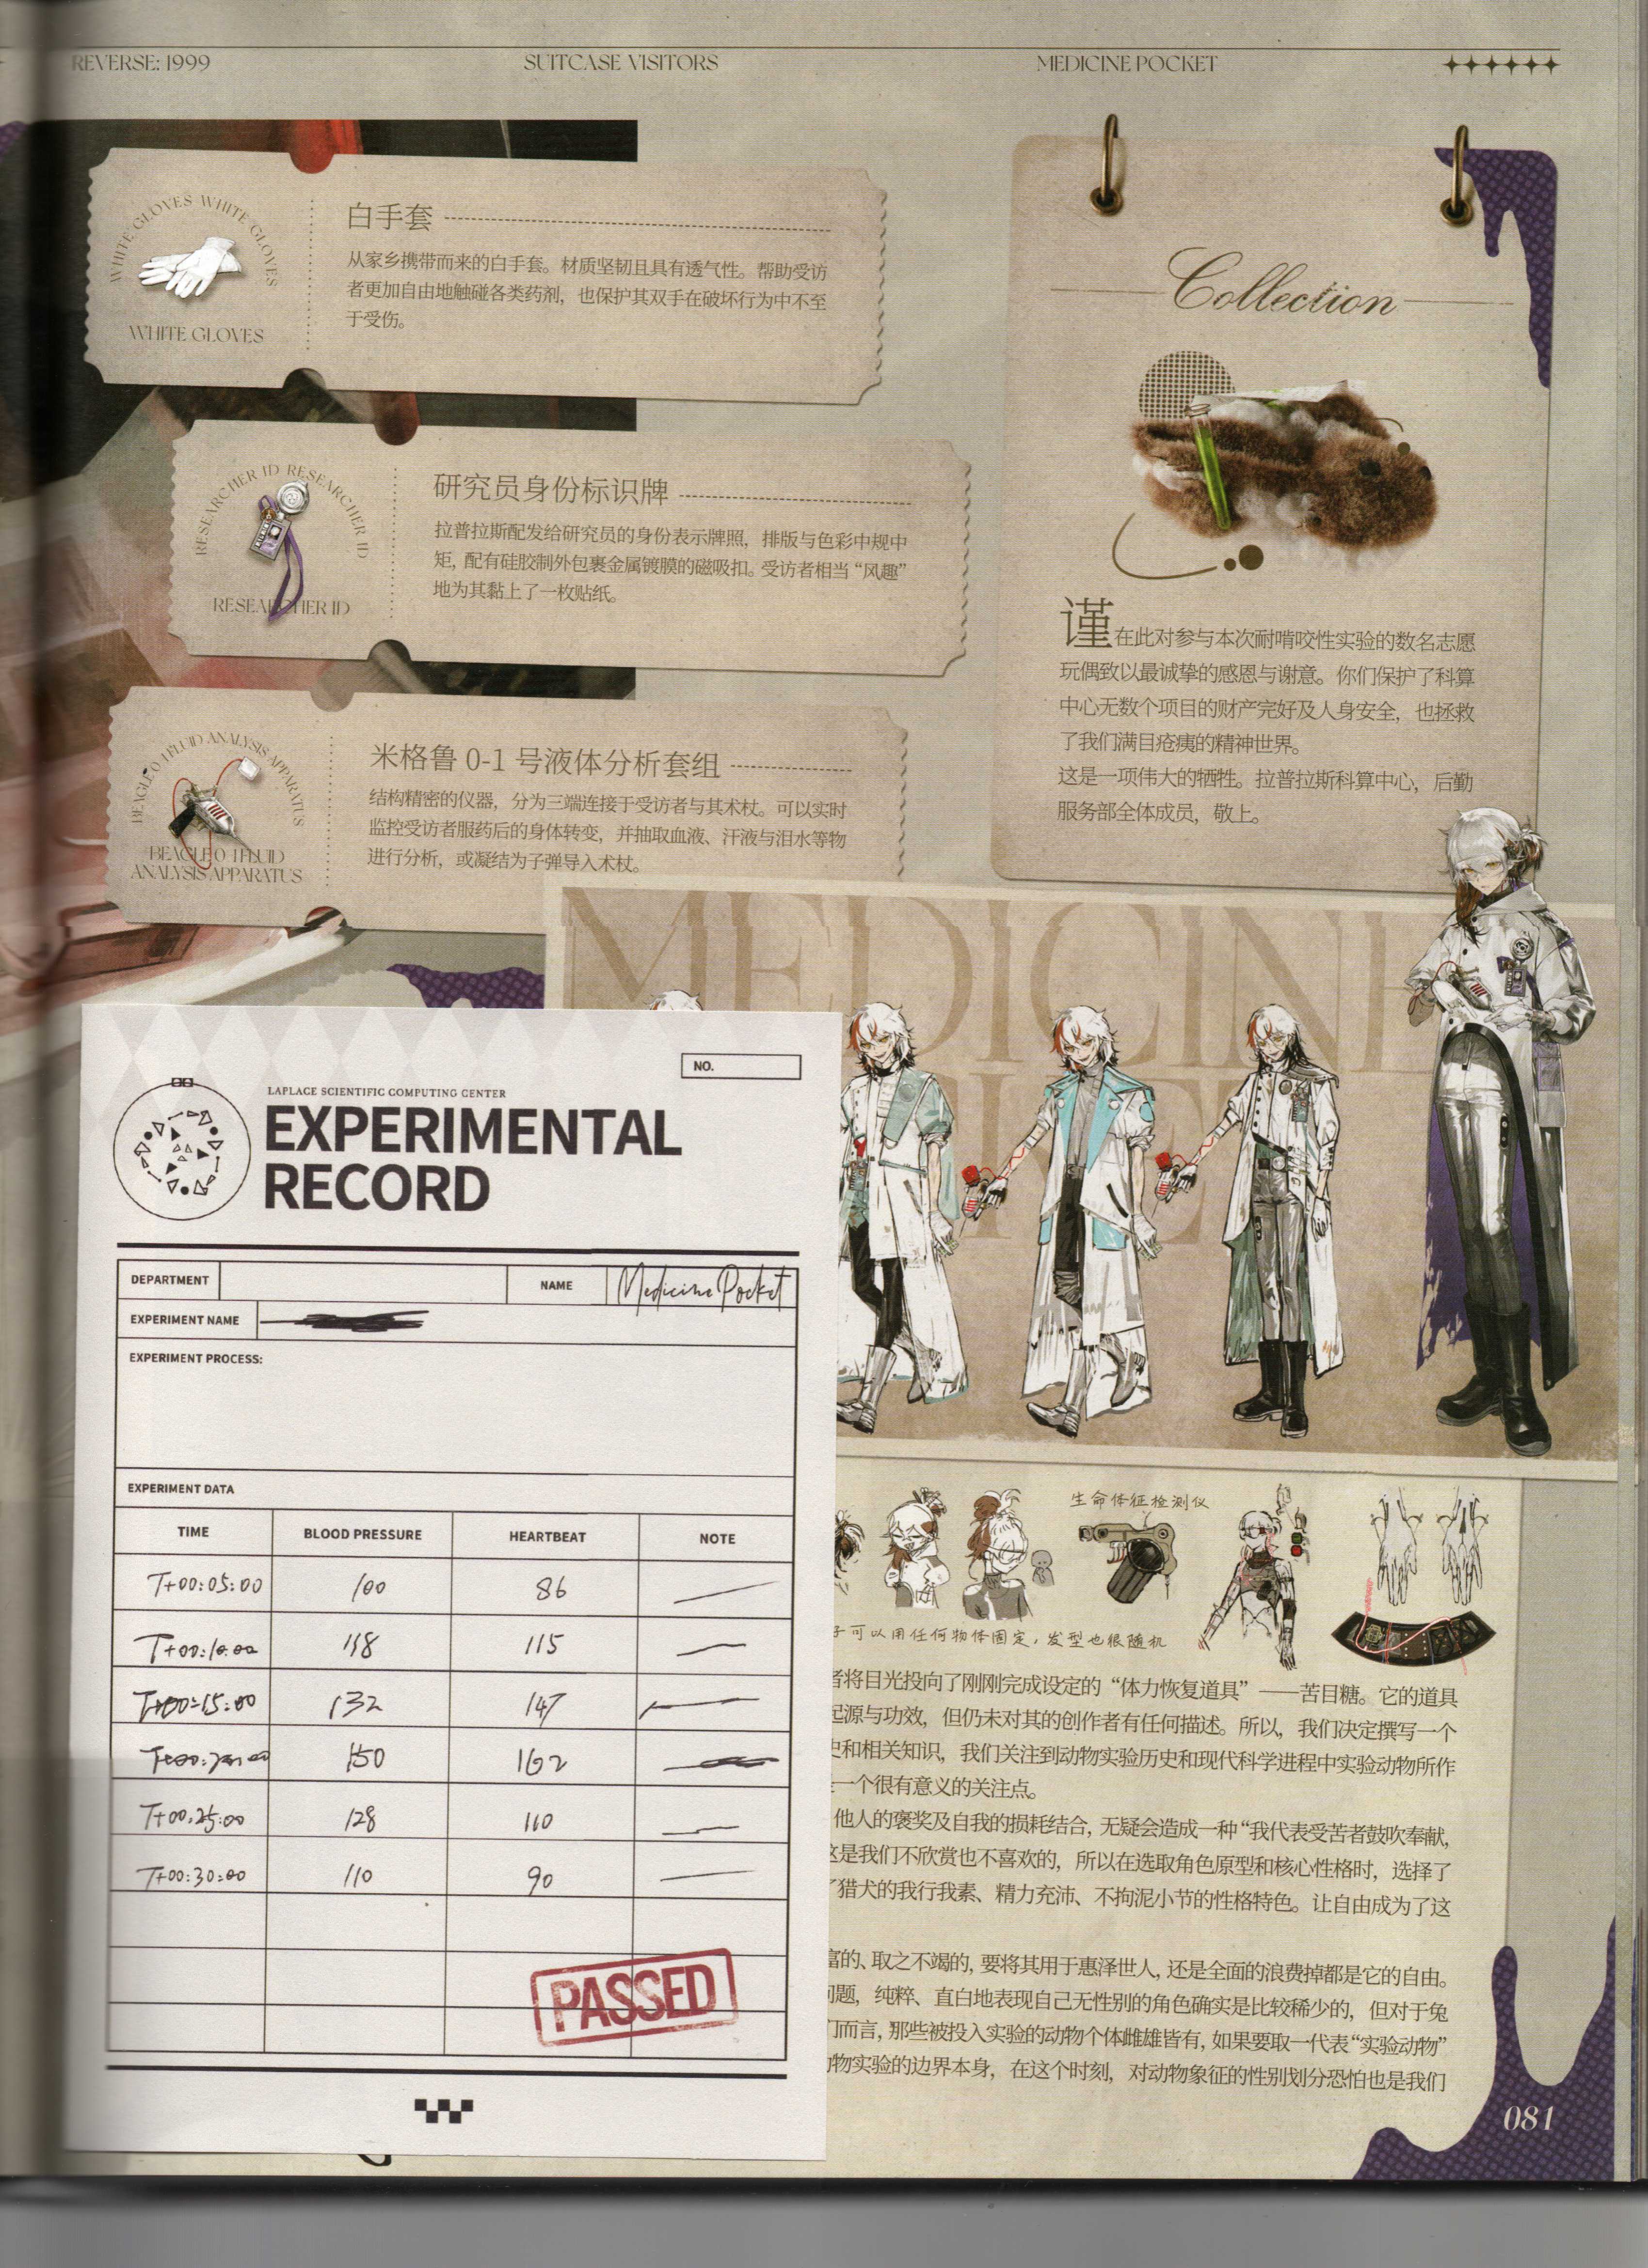 REVERSE: 1999
SUITCASE VISITORS
MEDICINE POCKET
WHITE GLOVES WHITE GLOVES
WHITE GLOVES
白手套
从家乡携带而来的白手套。材质坚韧且具有透气性。帮助受访
者更加自由地触碰各类药剂，也保护其双手在破坏行为中不至
于受伤。
RESEARCHER ID RESEARCHER ID
RESEARCHER ID
研究员身份标识牌
拉普拉斯配发给研究员的身份表示牌照，排版与色彩中规中
矩，配有硅胶制外包裹金属镀膜的磁吸扣。受访者相当“风趣”
地为其黏上了一枚贴纸。
BEAGLE 0-1 FLUID ANALYSIS APPARATUS
BEAGLE 0-1 FLUID
ANALYSIS APPARATUS
米格鲁 0-1 号液体分析套组
结构精密的仪器，分为三端连接于受访者与其术杖。可以实时
监控受访者服药后的身体转变，并抽取血液、汗液与泪水等物
进行分析，或凝结为子弹导入术杖。
Collection
谨在此对参与本次耐啃咬性实验的数名志愿
玩偶致以最诚挚的感恩与谢意。你们保护了科算
中心无数个项目的财产完好及人身安全，也拯救
了我们满目疮痍的精神世界。
这是一项伟大的牺牲。拉普拉斯科算中心，后勤
服务部全体成员，敬上。
MEDICINE
NO.
LAPLACE SCIENTIFIC COMPUTING CENTER
EXPERIMENTAL
RECORD
DEPARTMENT
NAME Medicine Pocket
EXPERIMENT NAME
EXPERIMENT PROCESS:
EXPERIMENT DATA
TIME BLOOD PRESSURE HEARTBEAT NOTE
T+00:05:00 100 86
T+00:10:00 118 115
T+00:15:00 132 147
150 162
T+00:25:00 128 110
T+00:30:00 110 90
PASSED
生命体征检测仪
子可以用任何物体固定，发型也很随机
者将目光投向了刚刚完成设定的“体力恢复道具”——苦目糖。它的道具
起源与功效，但仍未对其的创作者有任何描述。所以，我们决定撰写一个
史和相关知识，我们关注到动物实验历史和现代科学进程中实验动物所作
一个很有意义的关注点。
他人的褒奖及自我的损耗结合，无疑会造成一种“我代表受苦者鼓吹奉献，
这是我们不欣赏也不喜欢的，所以在选取角色原型和核心性格时，选择了
了猎犬的我行我素、精力充沛、不拘泥小节的性格特色。让自由成为了这
富的、取之不竭的，要将其用于惠泽世人，还是全面的浪费掉都是它的自由。
问题，纯粹、直白地表现自己无性别的角色确实是比较稀少的，但对于兔
们而言，那些被投入实验的动物个体雌雄皆有，如果要取一代表“实验动物”
动物实验的边界本身，在这个时刻，对动物象征的性别划分恐怕也是我们
081